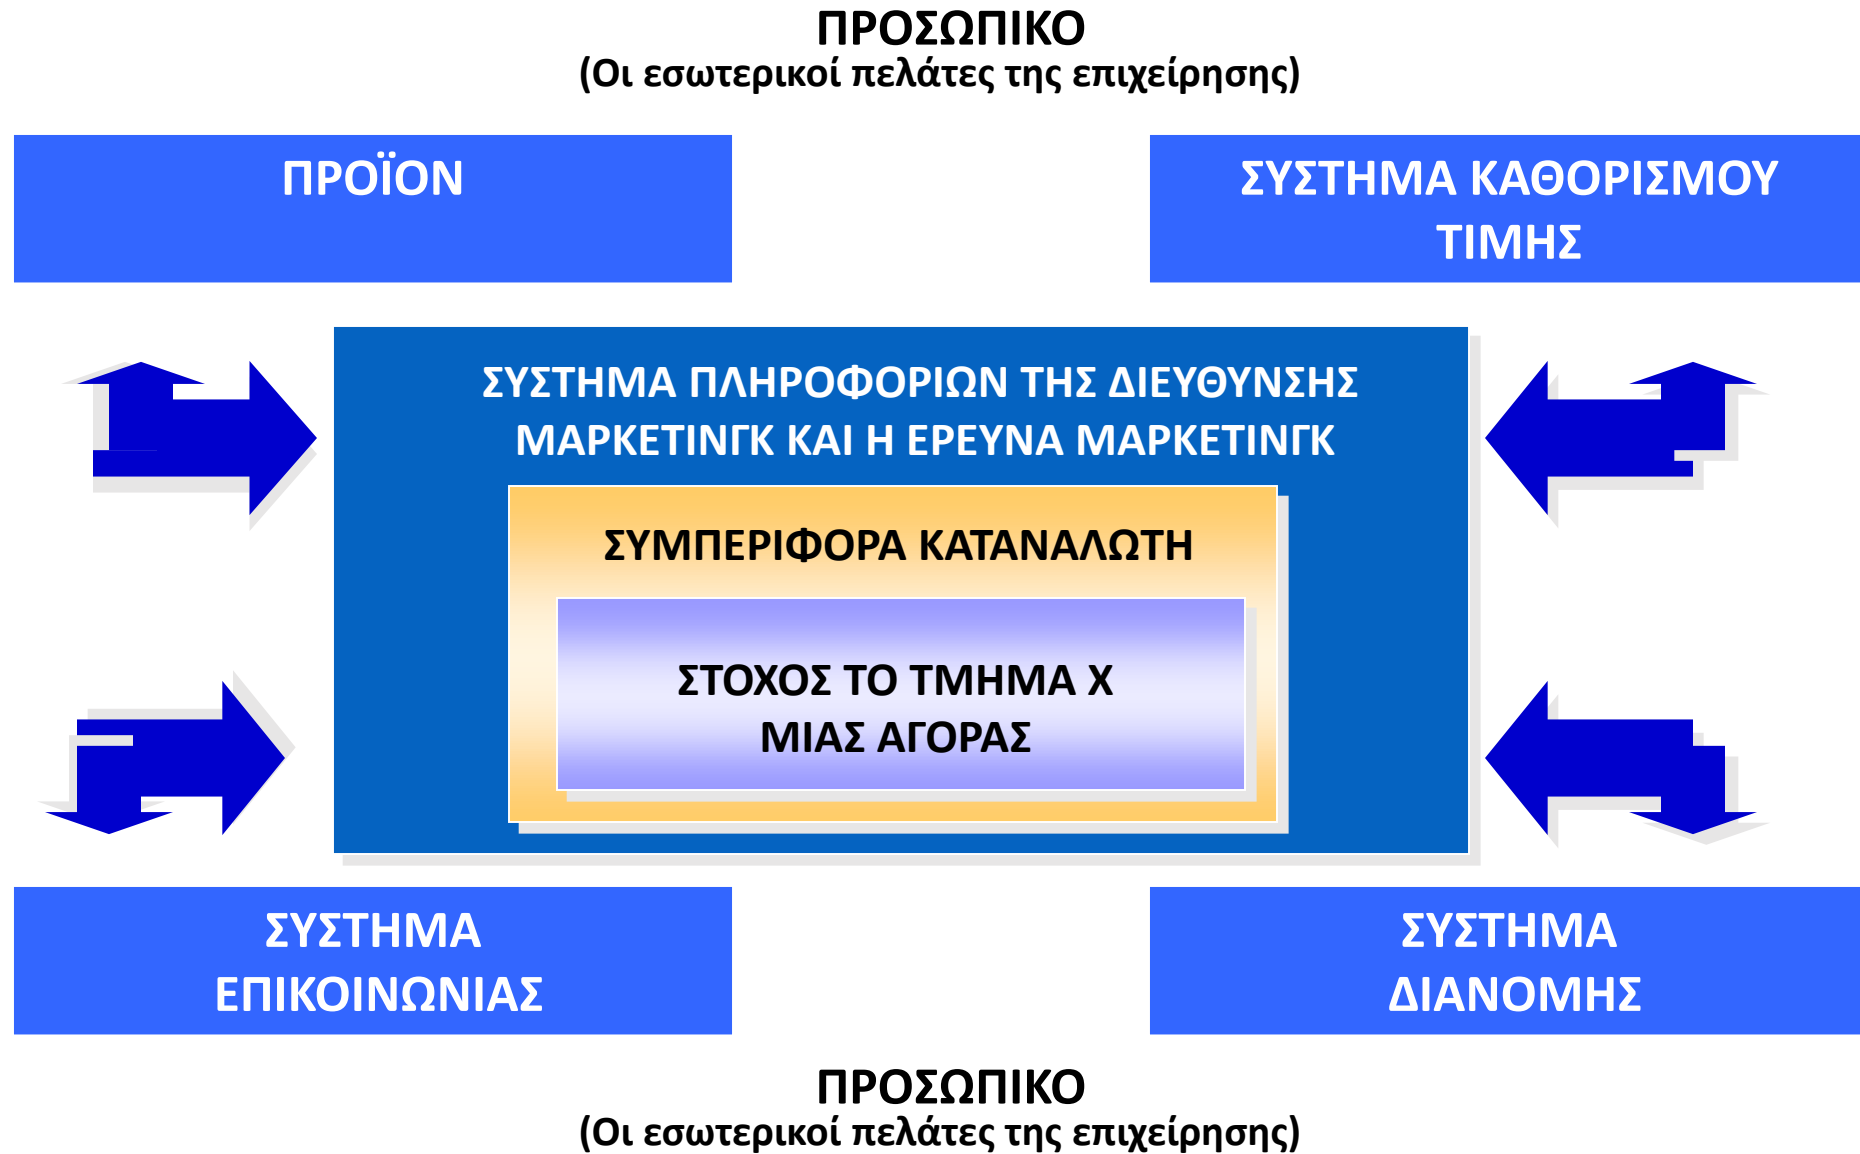 ΠΡΟΣΩΠΙΚΟ
(Οι εσωτερικοί πελάτες της επιχείρησης)
ΠΡΟΪΟΝ
ΣΥΣΤΗΜΑ ΚΑΘΟΡΙΣΜΟΥ
ΤΙΜΗΣ
ΣΥΣΤΗΜΑ ΠΛΗΡΟΦΟΡΙΩΝ ΤΗΣ ΔΙΕΥΘΥΝΣΗΣ
ΜΑΡΚΕΤΙΝΓΚ ΚΑΙ Η ΕΡΕΥΝΑ ΜΑΡΚΕΤΙΝΓΚ
ΣΥΜΠΕΡΙΦΟΡΑ ΚΑΤΑΝΑΛΩΤΗ
ΣΤΟΧΟΣ ΤΟ ΤΜΗΜΑ Χ
ΜΙΑΣ ΑΓΟΡΑΣ
ΣΥΣΤΗΜΑ
ΕΠΙΚΟΙΝΩΝΙΑΣ
ΣΥΣΤΗΜΑ
ΔΙΑΝΟΜΗΣ
ΠΡΟΣΩΠΙΚΟ
(Οι εσωτερικοί πελάτες της επιχείρησης)